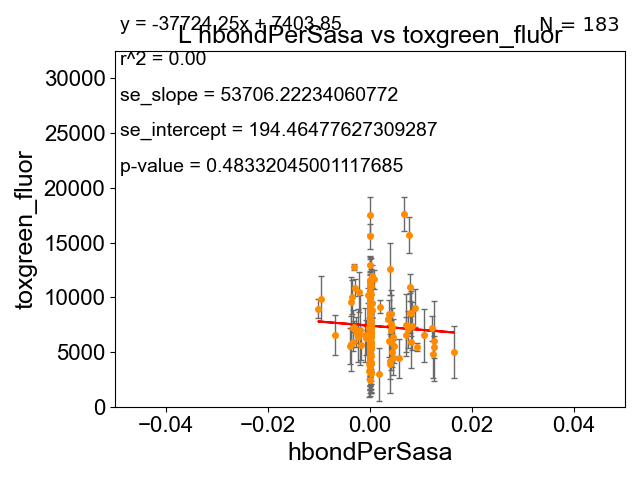 y = -37724.25x + 7403.85
N = 183
L hbondPerSasa vs toxgreen_fluor
r^2 = 0.00
se_slope = 53706.22234060772
se_intercept = 194.46477627309287
p-value = 0.48332045001117685
30000
25000
20000
15000
10000
5000
0
toxgreen_fluor
−0.04 −0.02 0.00 0.02 0.04
hbondPerSasa